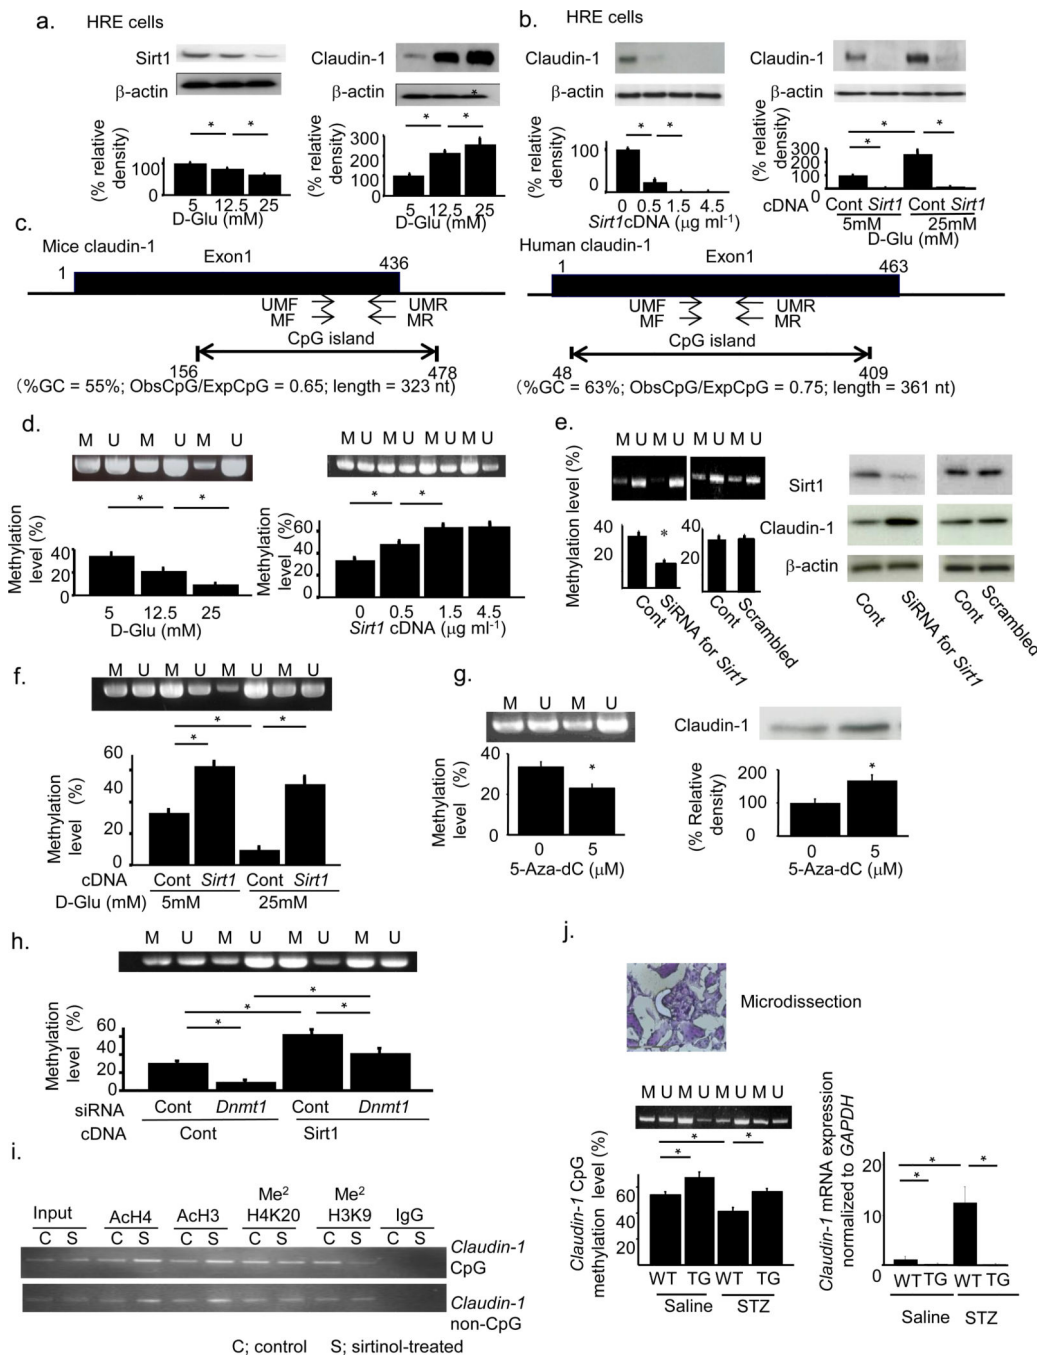 a.
HRE cells
Sirt1
β-actin
(% relative density)
100
0
*
*
5 12.5 25
D-Glu (mM)
Claudin-1
β-actin
*
(% relative density)
300
200
100
0
*
*
5 12.5 25
D-Glu (mM)
b.
HRE cells
Claudin-1
β-actin
(% relative density)
100
0
*
*
0 0.5 1.5 4.5
Sirt1cDNA (μg ml-1)
Claudin-1
β-actin
(% relative density)
300
200
100
0
*
*
*
cDNA Cont Sirt1 Cont Sirt1
5mM 25mM
D-Glu (mM)
c.
Mice claudin-1
1 Exon1 436
UMF UMR
MF MR
CpG island
156 478
(%GC = 55%; ObsCpG/ExpCpG = 0.65; length = 323 nt)
Human claudin-1
1 Exon1 463
UMF UMR
MF MR
CpG island
48 409
(%GC = 63%; ObsCpG/ExpCpG = 0.75; length = 361 nt)
d.
M U M U M U
*
*
Methylation level (%)
40
20
0
5 12.5 25
D-Glu (mM)
M U M U M U M U
*
*
Methylation level (%)
60
40
20
0
0 0.5 1.5 4.5
Sirt1 cDNA (μg ml-1)
e.
M U M U M U M U
Methylation level (%)
40
20
*
Cont
SiRNA for Sirt1
40
20
Cont
Scrambled
Sirt1
Claudin-1
β-actin
Cont
SiRNA for Sirt1
Cont
Scrambled
f.
M U M U M U M U
*
*
*
Methylation level (%)
60
40
20
0
cDNA Cont Sirt1 Cont Sirt1
D-Glu (mM) 5mM 25mM
g.
M U M U
Methylation level (%)
40
20
0
*
0 5
5-Aza-dC (μM)
Claudin-1
(% Relative density)
200
100
0
*
0 5
5-Aza-dC (μM)
h.
M U M U M U M U
*
*
*
*
Methylation level (%)
60
40
20
0
siRNA Cont Dnmt1 Cont Dnmt1
cDNA Cont Sirt1
i.
Input AcH4 AcH3 Me2 H4K20 Me2 H3K9 IgG
C S C S C S C S C S C S
Claudin-1 CpG
Claudin-1 non-CpG
C; control S; sirtinol-treated
j.
Microdissection
M U M U M U M U
*
*
*
Claudin-1 CpG methylation level (%)
60
40
20
WT TG WT TG
Saline STZ
Claudin-1 mRNA expression normalized to GAPDH
20
10
0
*
*
*
WT TG WT TG
Saline STZ